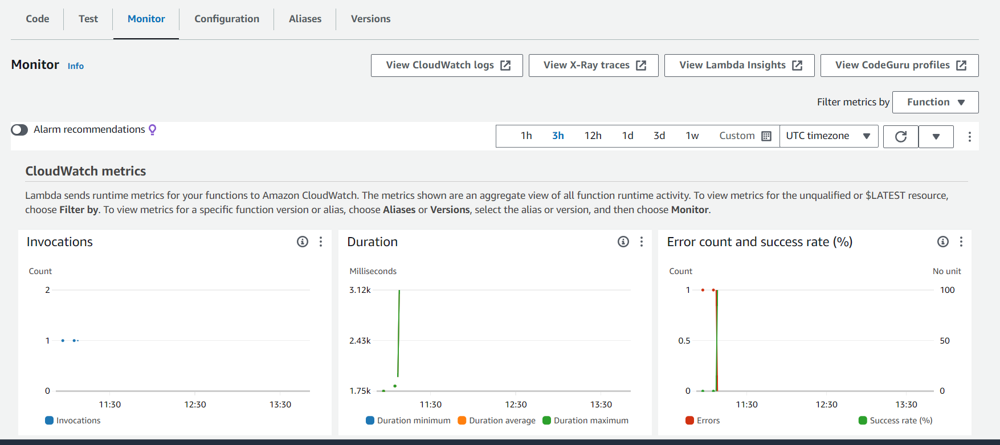 Code Test Monitor Configuration Aliases Versions
Monitor Info View CloudWatch logs View X-Ray traces View Lambda Insights View CodeGuru profiles
Filter metrics by Function
Alarm recommendations 1h 3h 12h 1d 3d 1w Custom UTC timezone
CloudWatch metrics
Lambda sends runtime metrics for your functions to Amazon CloudWatch. The metrics shown are an aggregate view of all function runtime activity. To view metrics for the unqualified or $LATEST resource,
choose Filter by. To view metrics for a specific function version or alias, choose Aliases or Versions, select the alias or version, and then choose Monitor.
Invocations
Count
2
1
0
11:30 12:30 13:30
Invocations
Duration
Milliseconds
3.12k
2.43k
1.75k
11:30 12:30 13:30
Duration minimum Duration average Duration maximum
Error count and success rate (%)
Count No unit
1 100
0.5 50
0 0
11:30 12:30 13:30
Errors Success rate (%)